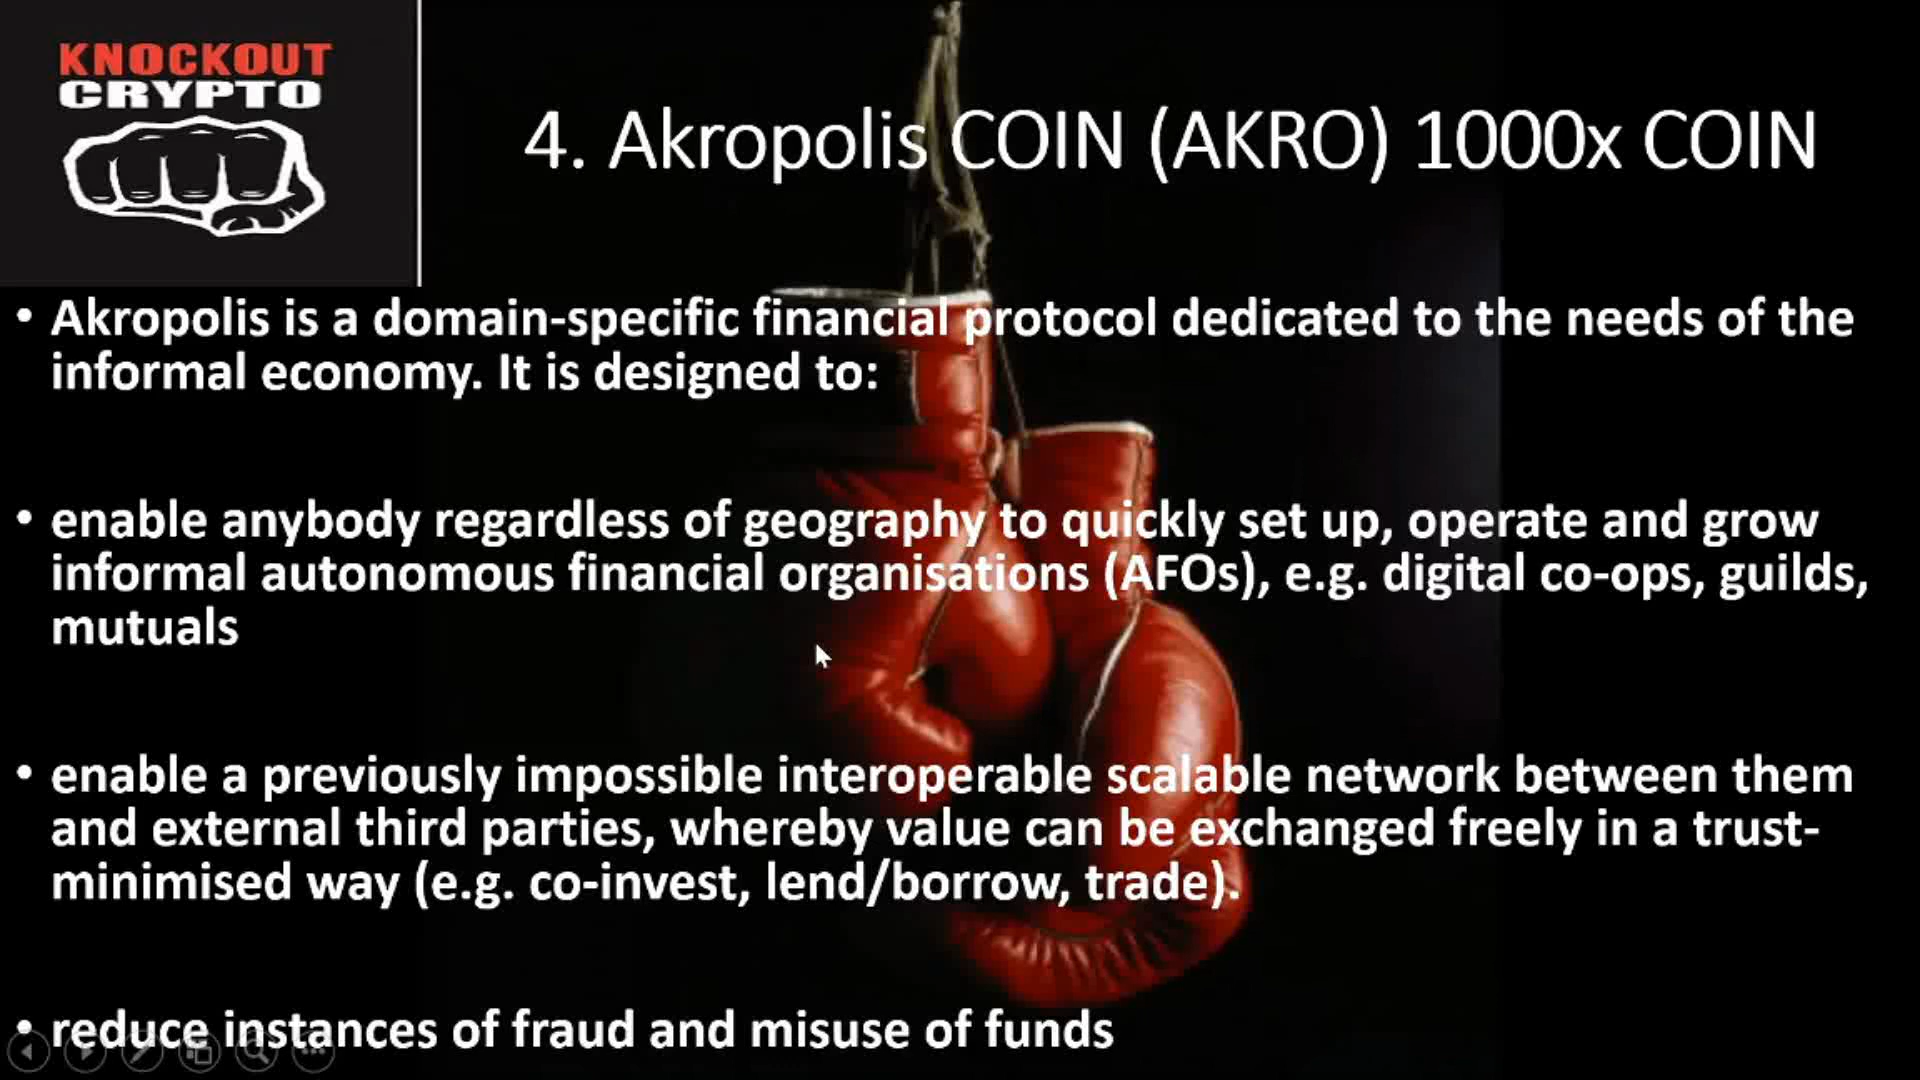 KNOCKOUT
CRYPTO
4. Akropolis COIN (AKRO) 1000x COIN
• Akropolis is a domain-specific financial protocol dedicated to the needs of the
informal economy. It is designed to:
• enable anybody regardless of geography to quickly set up, operate and grow
informal autonomous financial organisations (AFOs), e.g. digital co-ops, guilds,
mutuals
• enable a previously impossible interoperable scalable network between them
and external third parties, whereby value can be exchanged freely in a trust-
minimised way (e.g. co-invest, lend/borrow, trade).
• reduce instances of fraud and misuse of funds